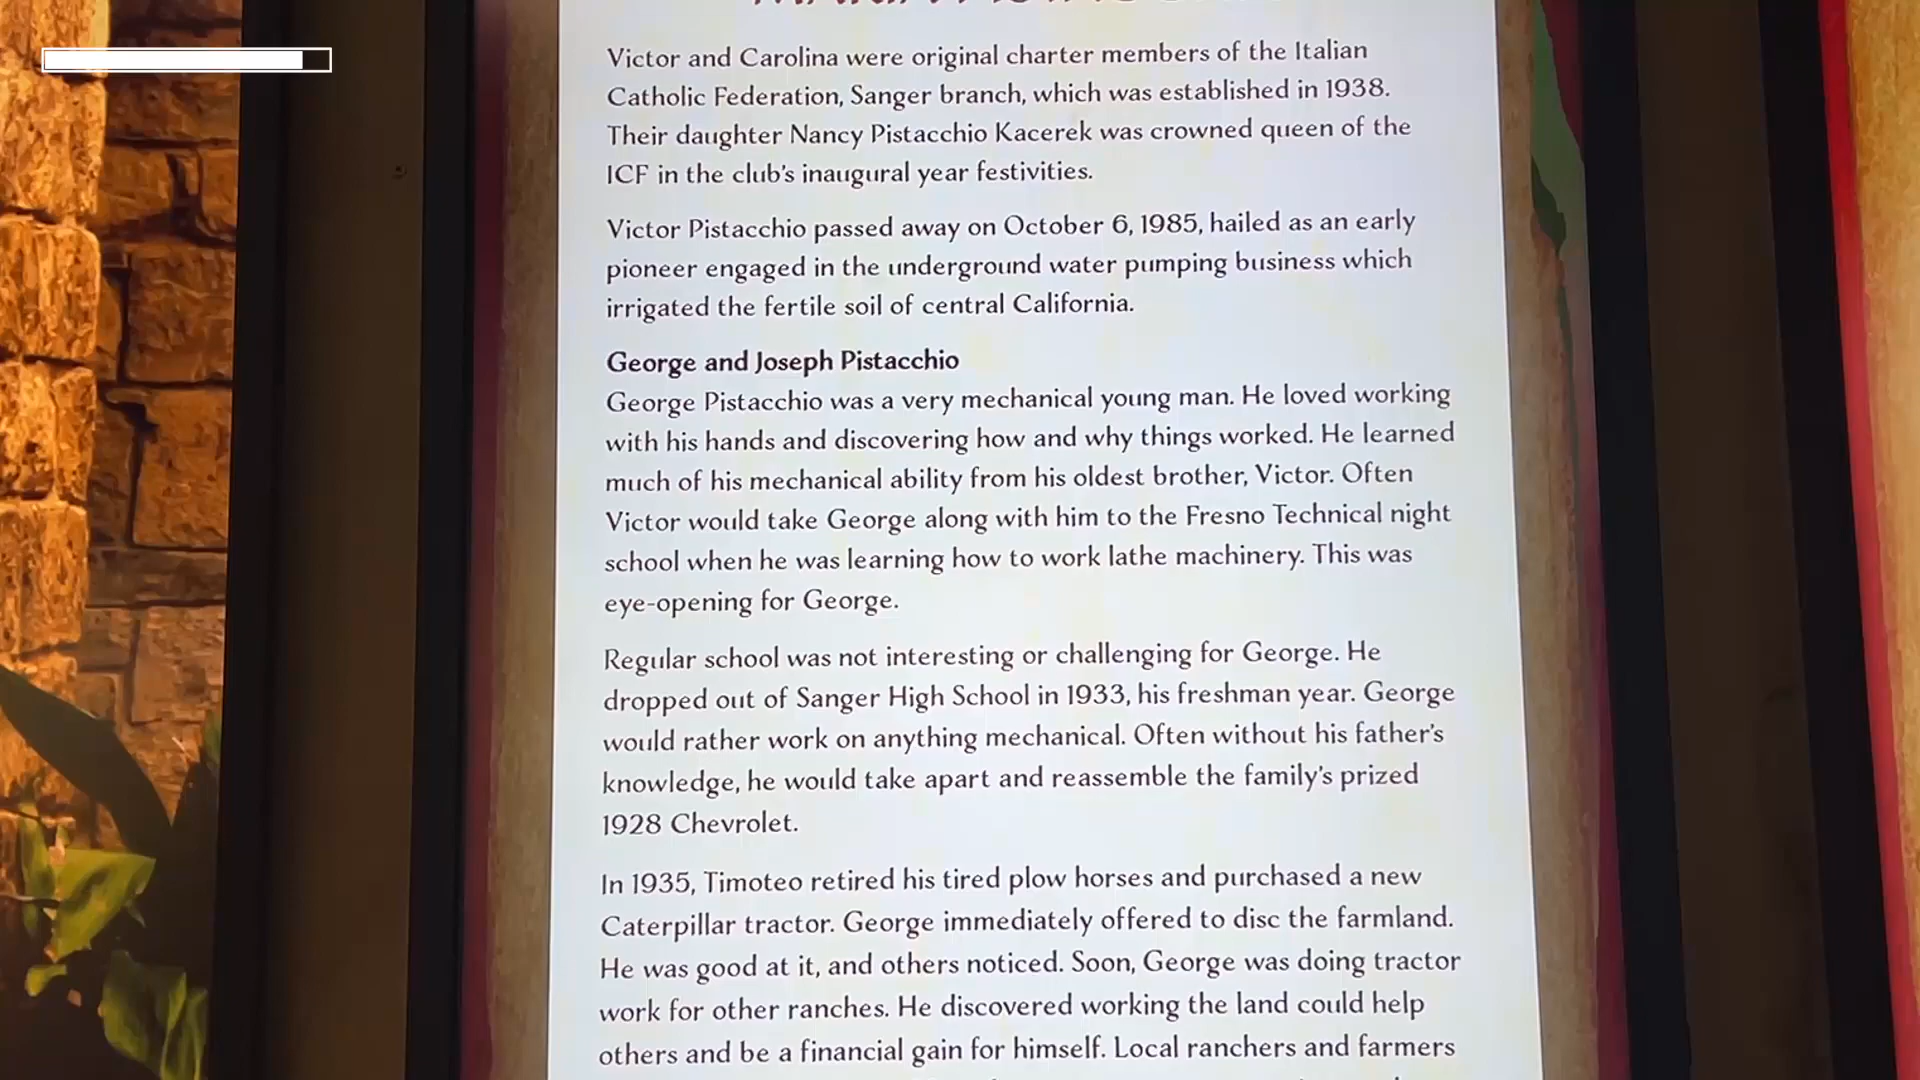 Victor and Carolina were original charter members of the Italian
Catholic Federation, Sanger branch, which was established in 1938.
Their daughter Nancy Pistacchio Kacerek was crowned queen of the
ICF in the club's inaugural year festivities.
Victor Pistacchio passed away on October 6, 1985, hailed as an early
pioneer engaged in the underground water pumping business which
irrigated the fertile soil of central California.
George and Joseph Pistacchio
George Pistacchio was a very mechanical young man. He loved working
with his hands and discovering how and why things worked. He learned
much of his mechanical ability from his oldest brother, Victor. Often
Victor would take George along with him to the Fresno Technical night
school when he was learning how to work lathe machinery. This was
eye-opening for George.
Regular school was not interesting or challenging for George. He
dropped out of Sanger High School in 1933, his freshman year. George
would rather work on anything mechanical. Often without his father's
knowledge, he would take apart and reassemble the family's prized
1928 Chevrolet.
In 1935, Timoteo retired his tired plow horses and purchased a new
Caterpillar tractor. George immediately offered to disc the farmland.
He was good at it, and others noticed. Soon, George was doing tractor
work for other ranches. He discovered working the land could help
others and be a financial gain for himself. Local ranchers and farmers